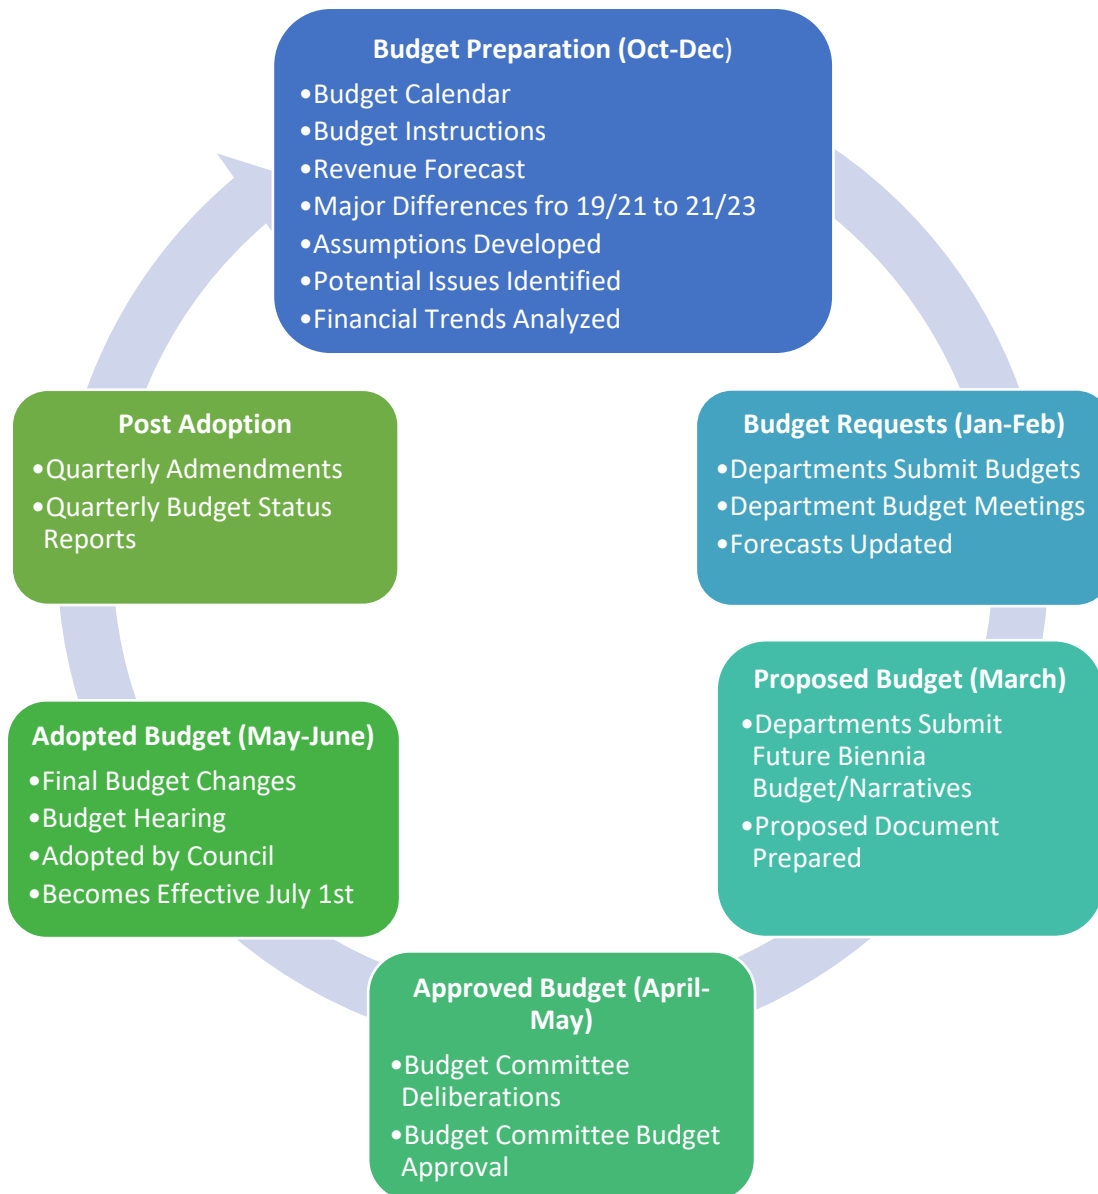 Budget Preparation (Oct-Dec)
•Budget Calendar
•Budget Instructions
•Revenue Forecast
•Major Differences fro 19/21 to 21/23
•Assumptions Developed
•Potential Issues Identified
•Financial Trends Analyzed
Budget Requests (Jan-Feb)
•Departments Submit Budgets
•Department Budget Meetings
•Forecasts Updated
Proposed Budget (March)
•Departments Submit
Future Biennia
Budget/Narratives
•Proposed Document
Prepared
Approved Budget (April-
May)
•Budget Committee
Deliberations
•Budget Committee Budget
Approval
Adopted Budget (May-June)
•Final Budget Changes
•Budget Hearing
•Adopted by Council
•Becomes Effective July 1st
Post Adoption
•Quarterly Admendments
•Quarterly Budget Status
Reports